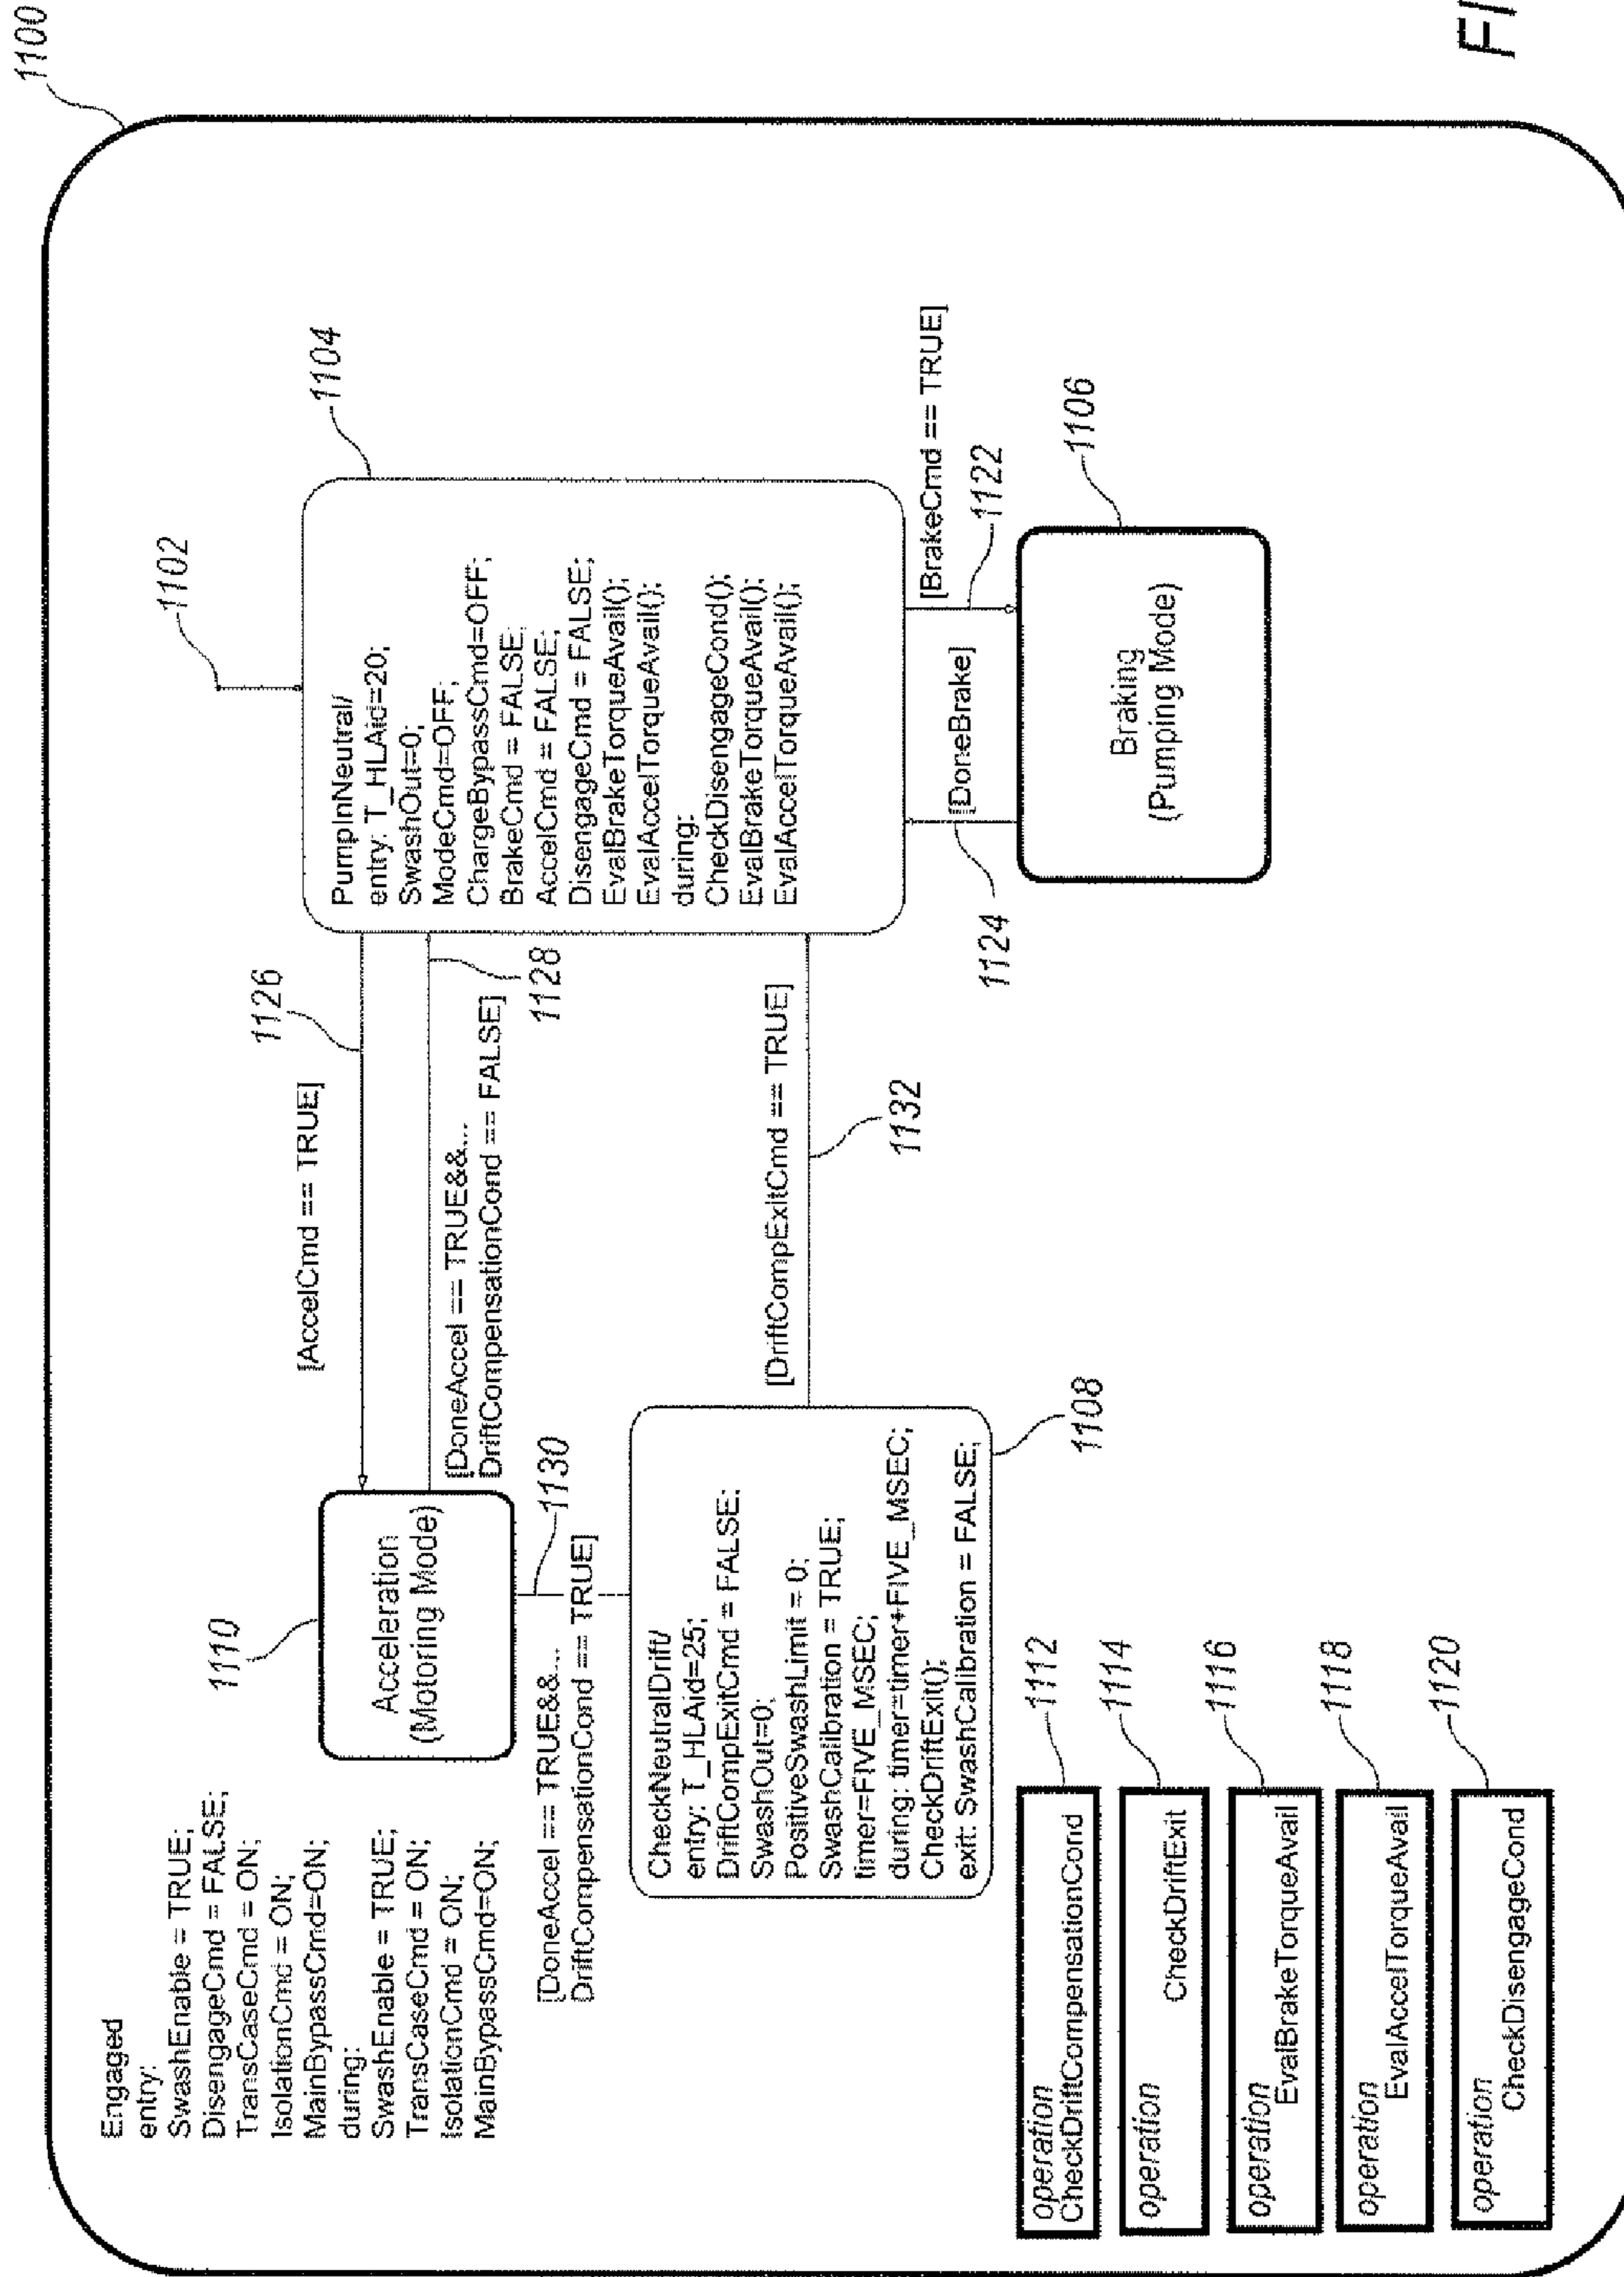 1100
Engaged
entry:
SwashEnable = TRUE;
DisengageCmd = FALSE;
TransCaseCmd = ON;
IsolationCmd = ON;
MainBypassCmd=ON;
during:
SwashEnable = TRUE;
TransCaseCmd = ON;
IsolationCmd = ON;
MainBypassCmd=ON;
1110
Acceleration
(Motoring Mode)
[AccelCmd == TRUE]
1126
[DoneAccel == TRUE&&...
DriftCompensationCond == FALSE]
1128
1102
PumpInNeutral/
entry: T_HLAid=20;
SwashOut=0;
ModeCmd=OFF;
ChargeBypassCmd=OFF;
BrakeCmd = FALSE;
AccelCmd = FALSE;
DisengageCmd = FALSE;
EvalBrakeTorqueAvail();
EvalAccelTorqueAvail();
during:
CheckDisengageCond();
EvalBrakeTorqueAvail();
EvalAccelTorqueAvail();
1104
[DoneAccel == TRUE&&...
DriftCompensationCond == TRUE]
1130
CheckNeutralDrift/
entry: T_HLAid=25;
DriftCompExitCmd = FALSE;
SwashOut=0;
PositiveSwashLimit = 0;
SwashCalibration = TRUE;
timer=FIVE_MSEC;
during: timer=timer+FIVE_MSEC;
CheckDriftExit();
exit: SwashCalibration = FALSE;
1108
[DriftCompExitCmd == TRUE]
1132
1124
[DoneBrake]
[BrakeCmd == TRUE]
1122
Braking
(Pumping Mode)
1106
operation
CheckDriftCompensationCond
1112
operation
CheckDriftExit
1114
operation
EvalBrakeTorqueAvail
1116
operation
EvalAccelTorqueAvail
1118
operation
CheckDisengageCond
1120